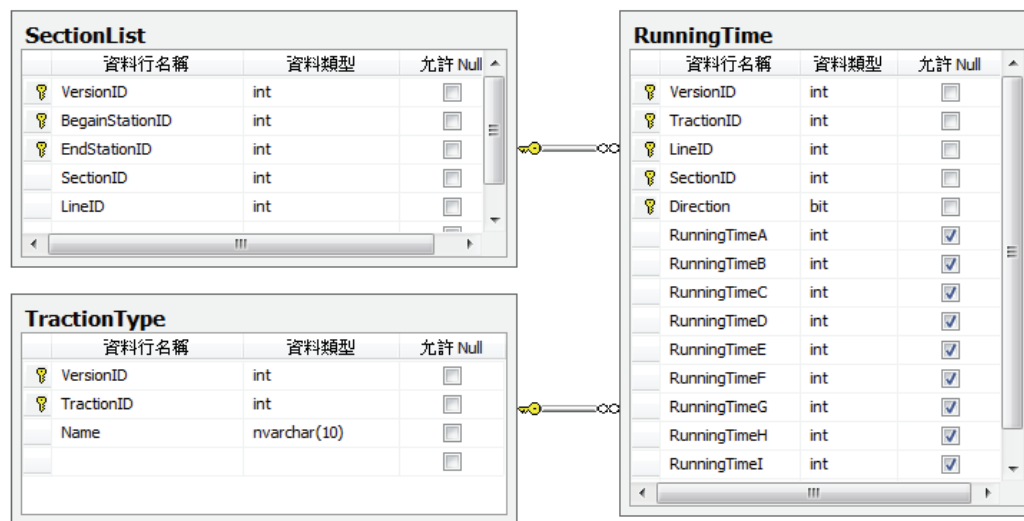 SectionList
資料行名稱 資料類型 允許 Null
VersionID int
BegainStationID int
EndStationID int
SectionID int
LineID int
TractionType
資料行名稱 資料類型 允許 Null
VersionID int
TractionID int
Name nvarchar(10)
RunningTime
資料行名稱 資料類型 允許 Null
VersionID int
TractionID int
LineID int
SectionID int
Direction bit
RunningTimeA int
RunningTimeB int
RunningTimeC int
RunningTimeD int
RunningTimeE int
RunningTimeF int
RunningTimeG int
RunningTimeH int
RunningTimeI int